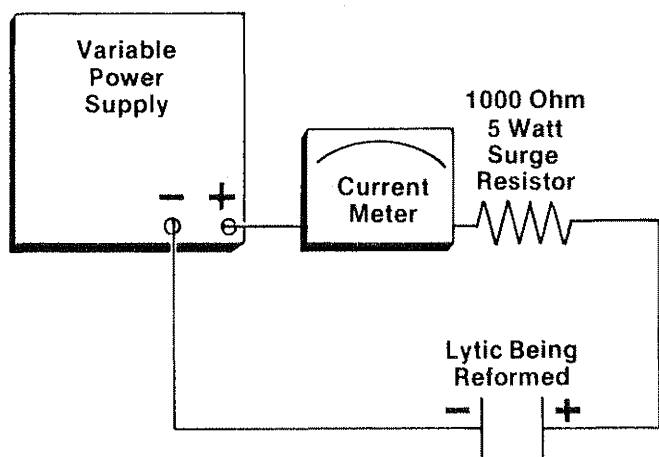 Variable
Power
Supply
− +
Current
Meter
1000 Ohm
5 Watt
Surge
Resistor
Lytic Being
Reformed
− +